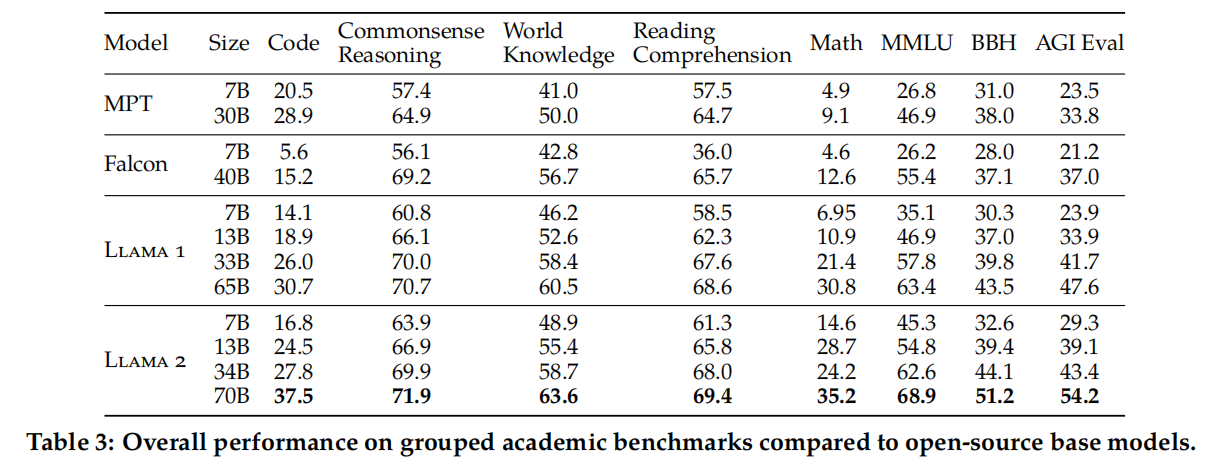 Model Size Code Commonsense Reasoning World Knowledge Reading Comprehension Math MMLU BBH AGI Eval
MPT 7B 20.5 57.4 41.0 57.5 4.9 26.8 31.0 23.5
30B 28.9 64.9 50.0 64.7 9.1 46.9 38.0 33.8
Falcon 7B 5.6 56.1 42.8 36.0 4.6 26.2 28.0 21.2
40B 15.2 69.2 56.7 65.7 12.6 55.4 37.1 37.0
LLAMA 1 7B 14.1 60.8 46.2 58.5 6.95 35.1 30.3 23.9
13B 18.9 66.1 52.6 62.3 10.9 46.9 37.0 33.9
33B 26.0 70.0 58.4 67.6 21.4 57.8 39.8 41.7
65B 30.7 70.7 60.5 68.6 30.8 63.4 43.5 47.6
LLAMA 2 7B 16.8 63.9 48.9 61.3 14.6 45.3 32.6 29.3
13B 24.5 66.9 55.4 65.8 28.7 54.8 39.4 39.1
34B 27.8 69.9 58.7 68.0 24.2 62.6 44.1 43.4
70B 37.5 71.9 63.6 69.4 35.2 68.9 51.2 54.2
Table 3: Overall performance on grouped academic benchmarks compared to open-source base models.